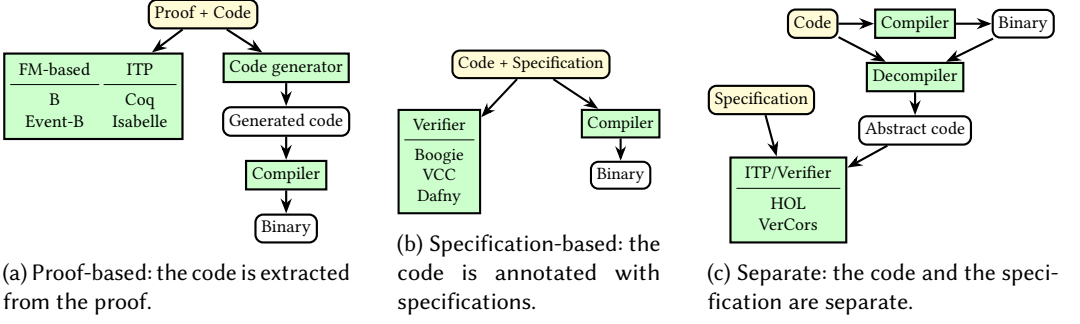 Proof + Code
FM-based ITP
B Coq
Event-B Isabelle
Code generator
Generated code
Compiler
Binary
(a) Proof-based: the code is extracted
from the proof.
Code + Specification
Verifier
Boogie
VCC
Dafny
Compiler
Binary
(b) Specification-based: the
code is annotated with
specifications.
Code
Compiler
Binary
Decompiler
Specification
Abstract code
ITP/Verifier
HOL
VerCors
(c) Separate: the code and the speci-
fication are separate.